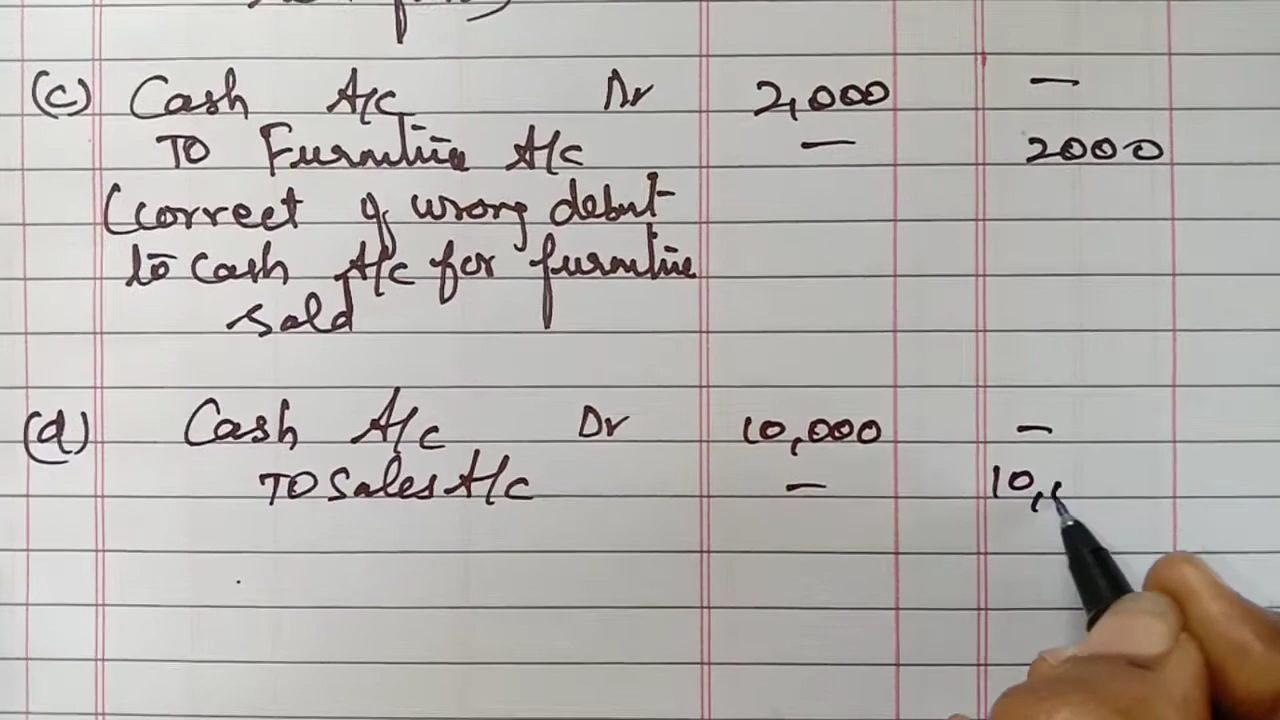 (c) Cash A/c Dr 2,000 —
TO Furniture A/c — 2000
(correct of wrong debit
to cash A/c for furniture
sold
(d) Cash A/c Dr 10,000 —
TO Sales A/c — 10,